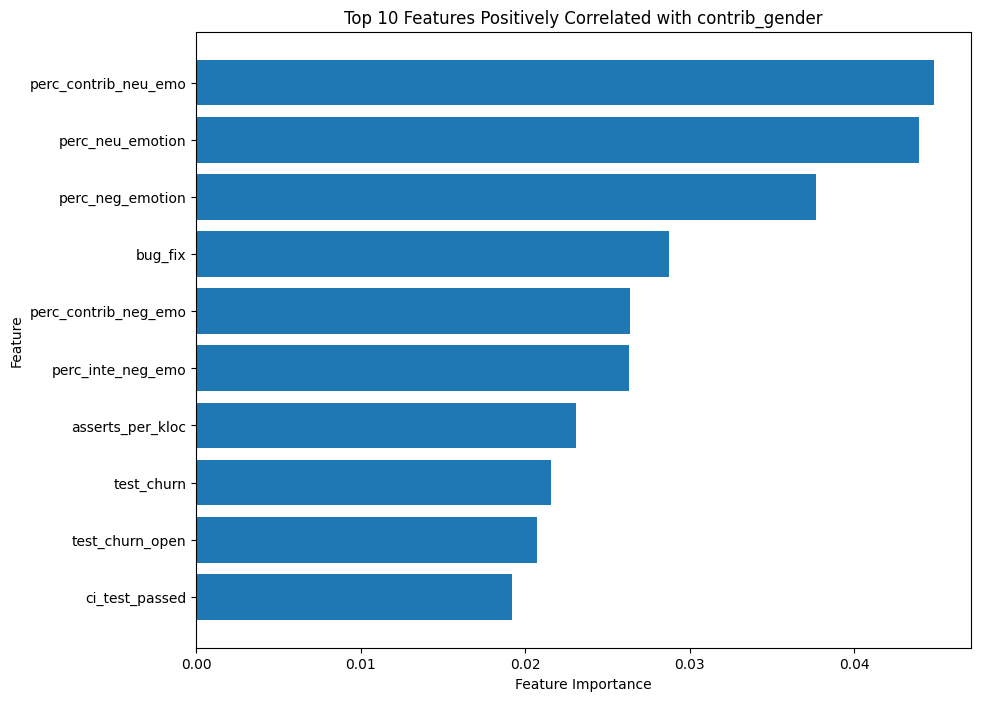 Top 10 Features Positively Correlated with contrib_gender
Feature
perc_contrib_neu_emo
perc_neu_emotion
perc_neg_emotion
bug_fix
perc_contrib_neg_emo
perc_inte_neg_emo
asserts_per_kloc
test_churn
test_churn_open
ci_test_passed
0.00 0.01 0.02 0.03 0.04
Feature Importance